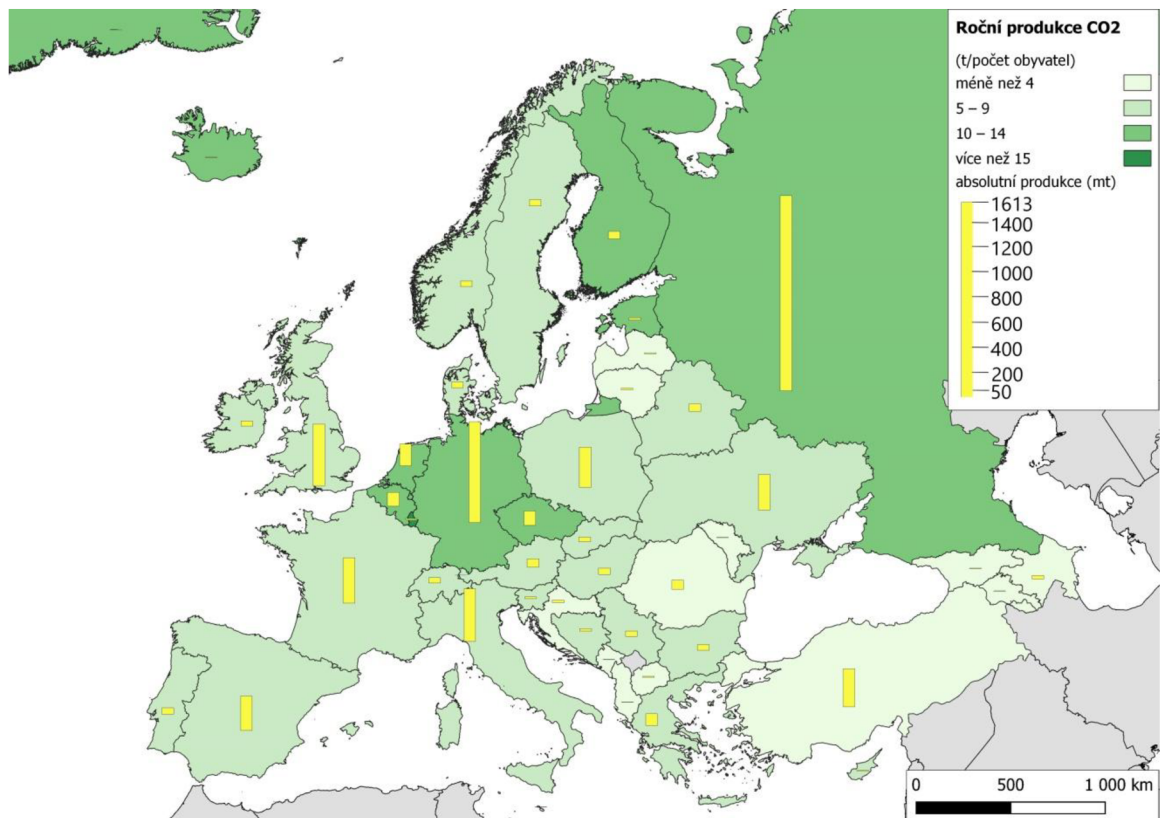 Roční produkce CO2
(t/počet obyvatel)
méně než 4
5 – 9
10 – 14
více než 15
absolutní produkce (mt)
1613
1400
1200
1000
800
600
400
200
50
0 500 1 000 km